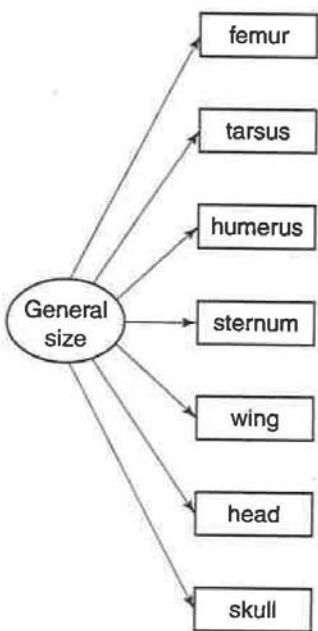 femur
tarsus
humerus
General
size
sternum
wing
head
skull